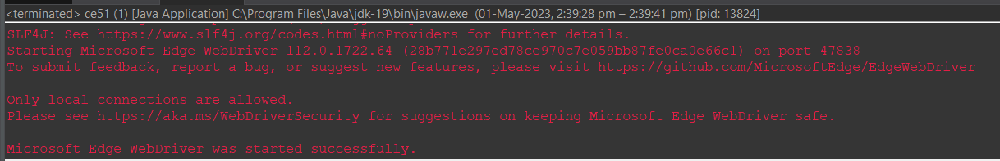 <terminated> ce51 (1) [Java Application] C:\Program Files\Java\jdk-19\bin\javaw.exe (01-May-2023, 2:39:28 pm – 2:39:41 pm) [pid: 13824]
SLF4J: See https://www.slf4j.org/codes.html#noProviders for further details.
Starting Microsoft Edge WebDriver 112.0.1722.64 (28b771e297ed78ce970c7e059bb87fe0ca0e66c1) on port 47838
To submit feedback, report a bug, or suggest new features, please visit https://github.com/MicrosoftEdge/EdgeWebDriver
Only local connections are allowed.
Please see https://aka.ms/WebDriverSecurity for suggestions on keeping Microsoft Edge WebDriver safe.
Microsoft Edge WebDriver was started successfully.